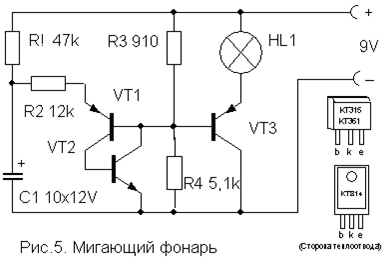 R! 47k
R3 910
HL1
+
9V
−
R2 12k
VT1
VT2
VT3
+
C1 10x12V
R4 5,1k
КТ315
КТ361
b k e
КТ814
b k e
(Сторона теплоотвода)
Рис.5. Мигающий фонарь